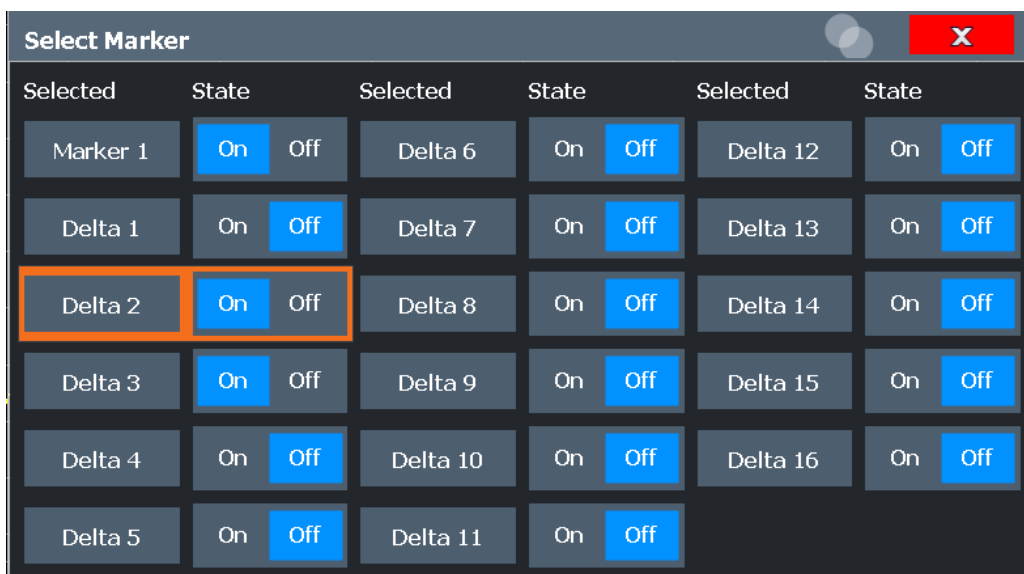 Select Marker X
Selected State Selected State Selected State
Marker 1 On Off Delta 6 On Off Delta 12 On Off
Delta 1 On Off Delta 7 On Off Delta 13 On Off
Delta 2 On Off Delta 8 On Off Delta 14 On Off
Delta 3 On Off Delta 9 On Off Delta 15 On Off
Delta 4 On Off Delta 10 On Off Delta 16 On Off
Delta 5 On Off Delta 11 On Off